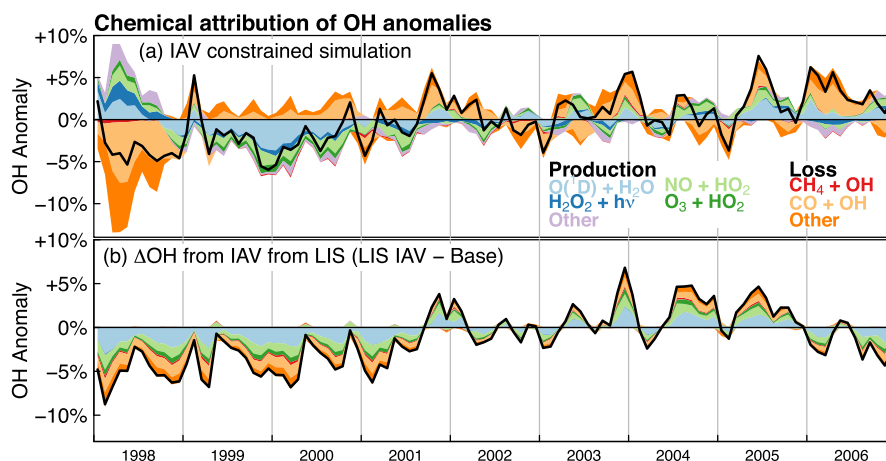 Chemical attribution of OH anomalies
+10%
(a) IAV constrained simulation
+5%
0%
−5%
−10%
OH Anomaly
Production
O(¹D) + H₂O
NO + HO₂
H₂O₂ + hν
O₃ + HO₂
Other
Loss
CH₄ + OH
CO + OH
Other
+10%
(b) ΔOH from IAV from LIS (LIS IAV − Base)
+5%
0%
−5%
−10%
OH Anomaly
1998 1999 2000 2001 2002 2003 2004 2005 2006